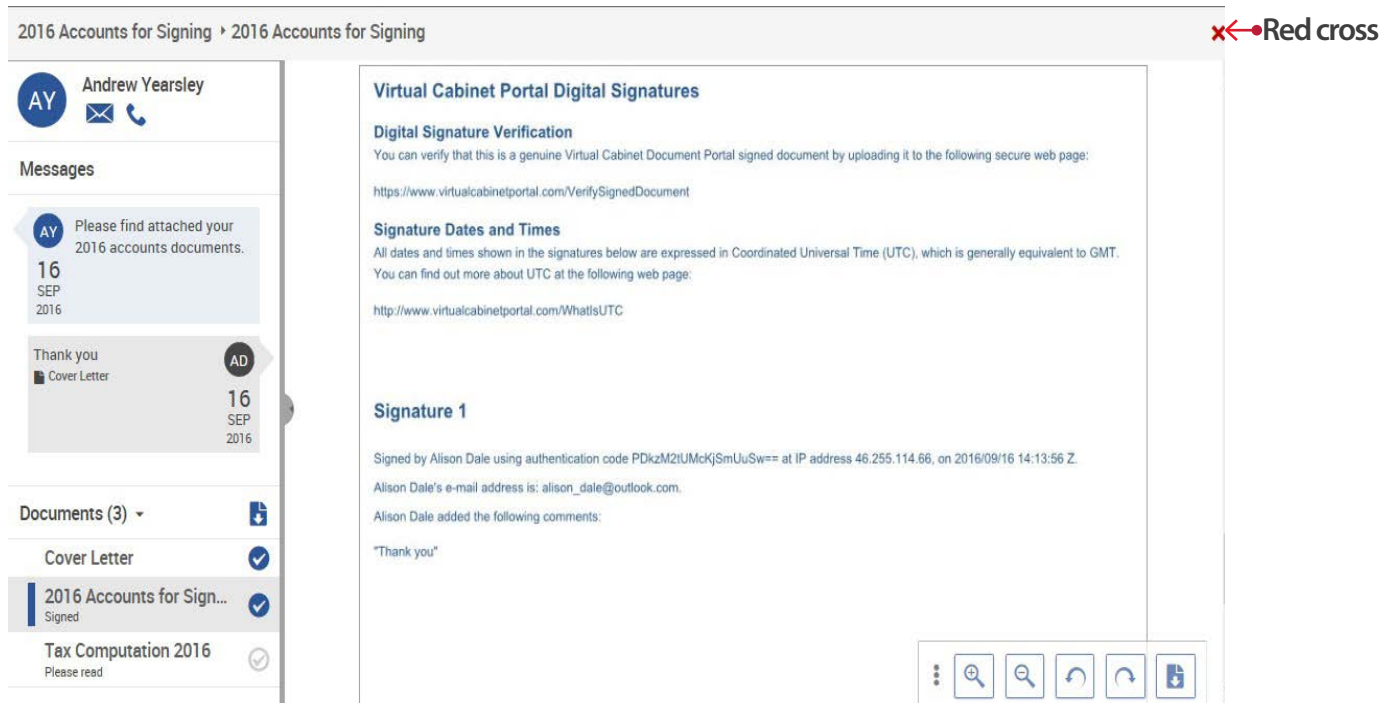 2016 Accounts for Signing ‣ 2016 Accounts for Signing
Red cross
AY
Andrew Yearsley
Messages
AY
Please find attached your
2016 accounts documents.
16
SEP
2016
Thank you
Cover Letter
AD
16
SEP
2016
Documents (3)
Cover Letter
2016 Accounts for Sign...
Signed
Tax Computation 2016
Please read
Virtual Cabinet Portal Digital Signatures
Digital Signature Verification
You can verify that this is a genuine Virtual Cabinet Document Portal signed document by uploading it to the following secure web page:
https://www.virtualcabinetportal.com/VerifySignedDocument
Signature Dates and Times
All dates and times shown in the signatures below are expressed in Coordinated Universal Time (UTC), which is generally equivalent to GMT.
You can find out more about UTC at the following web page:
http://www.virtualcabinetportal.com/WhatIsUTC
Signature 1
Signed by Alison Dale using authentication code PDkzM2tUMcKjSmUuSw== at IP address 46.255.114.66, on 2016/09/16 14:13:56 Z.
Alison Dale's e-mail address is: alison_dale@outlook.com.
Alison Dale added the following comments:
"Thank you"